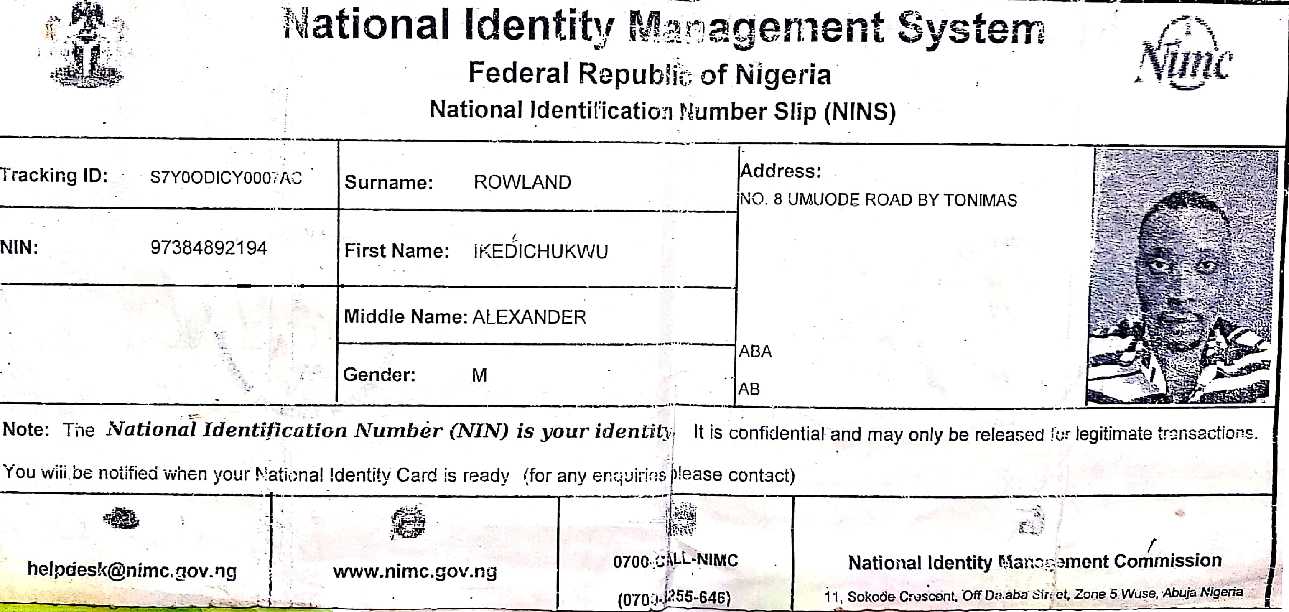 National Identity Management System
Federal Republic of Nigeria
National Identification Number Slip (NINS)
Nimc
Tracking ID: S7Y0ODICY0007AC
Surname: ROWLAND
Address:
NO. 8 UMUODE ROAD BY TONIMAS
NIN: 97384892194
First Name: IKEDICHUKWU
Middle Name: ALEXANDER
ABA
Gender: M
AB
Note: The National Identification Number (NIN) is your identity. It is confidential and may only be released for legitimate transactions.
You will be notified when your National Identity Card is ready (for any enquiries please contact)
helpdesk@nimc.gov.ng
www.nimc.gov.ng
0700-CALL-NIMC
(0700-2255-646)
National Identity Management Commission
11, Sokode Crescent, Off Dalaba Street, Zone 5 Wuse, Abuja Nigeria